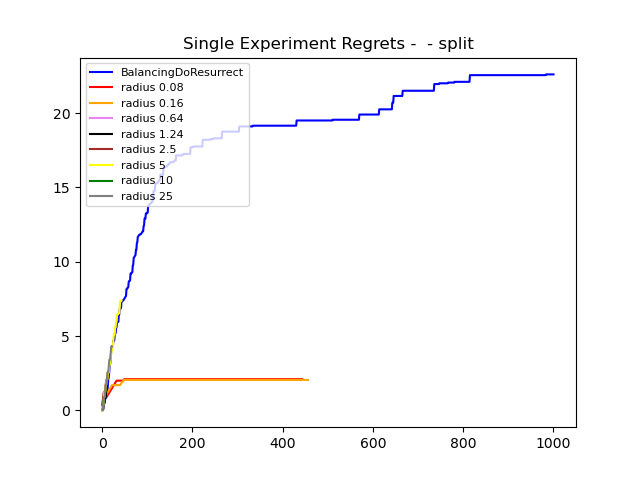 Single Experiment Regrets -  - split
BalancingDoResurrect
radius 0.08
radius 0.16
radius 0.64
radius 1.24
radius 2.5
radius 5
radius 10
radius 25
20
15
10
5
0
0 200 400 600 800 1000